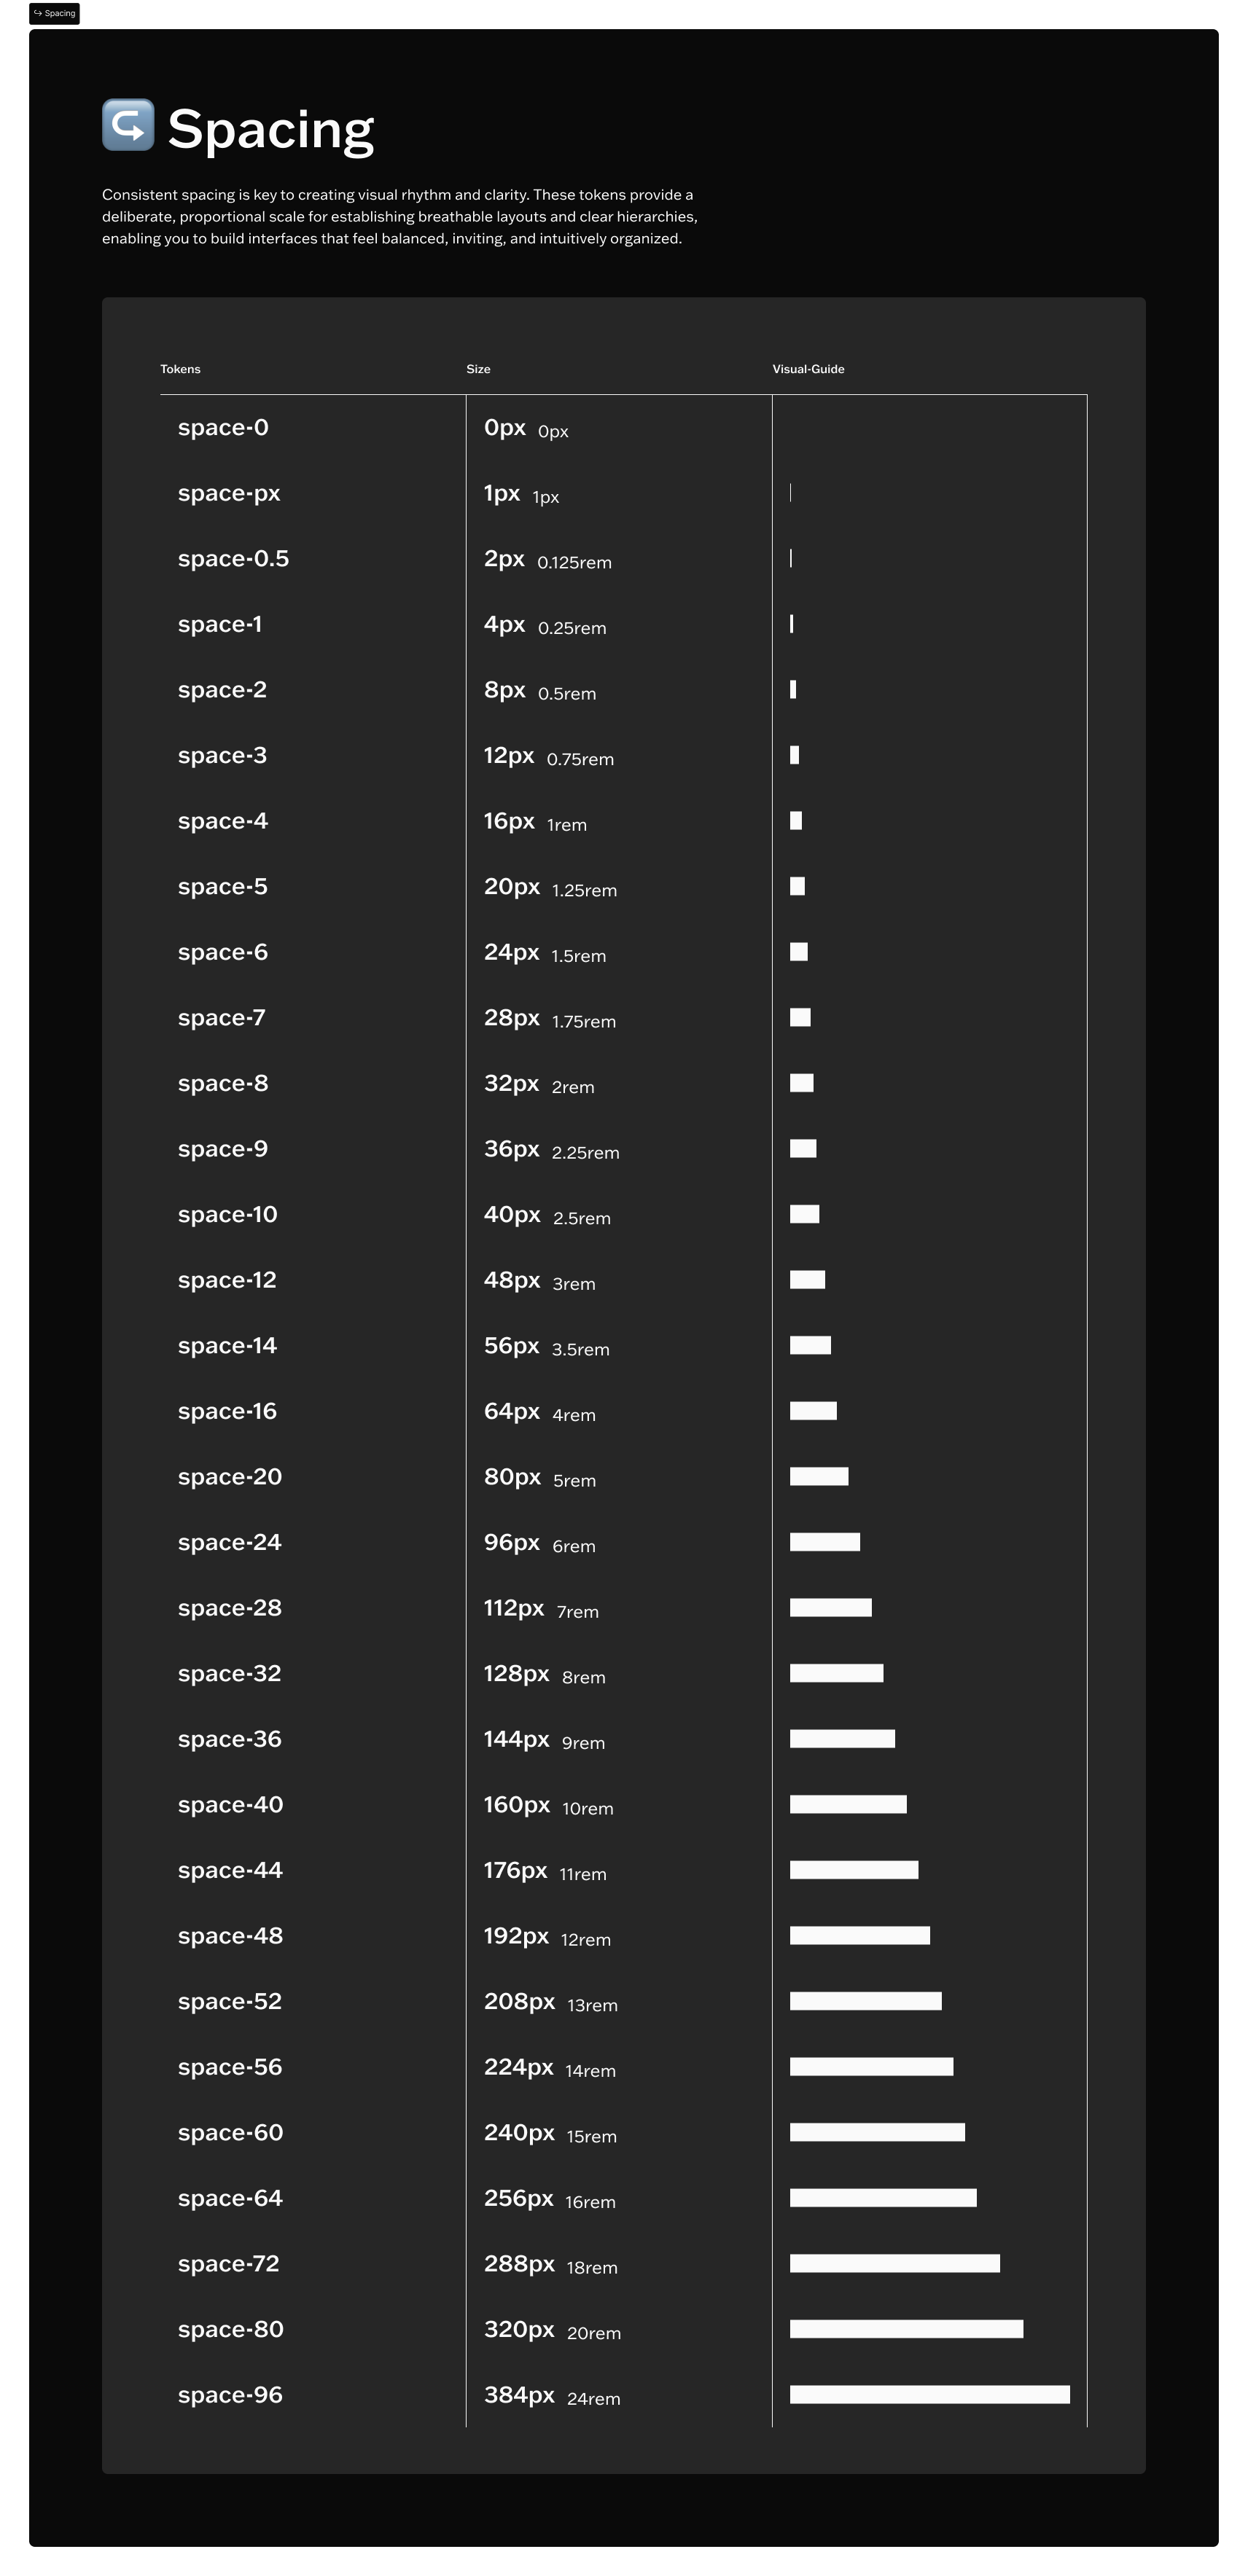 ↪ Spacing
↪️ Spacing
Consistent spacing is key to creating visual rhythm and clarity. These tokens provide a
deliberate, proportional scale for establishing breathable layouts and clear hierarchies,
enabling you to build interfaces that feel balanced, inviting, and intuitively organized.
Tokens Size Visual-Guide
space-0 0px 0px
space-px 1px 1px
space-0.5 2px 0.125rem
space-1 4px 0.25rem
space-2 8px 0.5rem
space-3 12px 0.75rem
space-4 16px 1rem
space-5 20px 1.25rem
space-6 24px 1.5rem
space-7 28px 1.75rem
space-8 32px 2rem
space-9 36px 2.25rem
space-10 40px 2.5rem
space-12 48px 3rem
space-14 56px 3.5rem
space-16 64px 4rem
space-20 80px 5rem
space-24 96px 6rem
space-28 112px 7rem
space-32 128px 8rem
space-36 144px 9rem
space-40 160px 10rem
space-44 176px 11rem
space-48 192px 12rem
space-52 208px 13rem
space-56 224px 14rem
space-60 240px 15rem
space-64 256px 16rem
space-72 288px 18rem
space-80 320px 20rem
space-96 384px 24rem